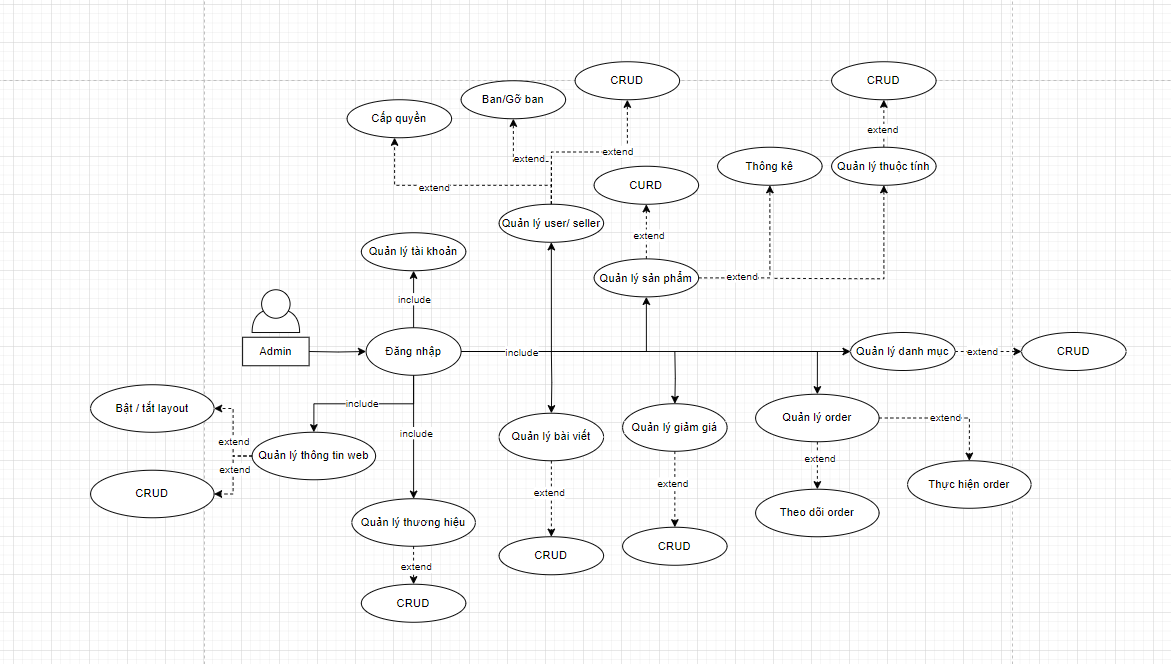 CRUD
CRUD
Ban/Gỡ ban
Cấp quyền
extend
extend
extend
extend
Thông kê
Quản lý thuộc tính
CURD
Quản lý user/ seller
extend
Quản lý tài khoản
Quản lý sản phẩm
extend
include
Admin
Đăng nhập
include
Quản lý danh mục
extend
CRUD
include
Bật / tắt layout
Quản lý order
extend
Quản lý giảm giá
include
Quản lý bài viết
extend
Quản lý thông tin web
extend
extend
extend
Thực hiện order
CRUD
extend
Theo dõi order
Quản lý thương hiệu
CRUD
CRUD
extend
CRUD